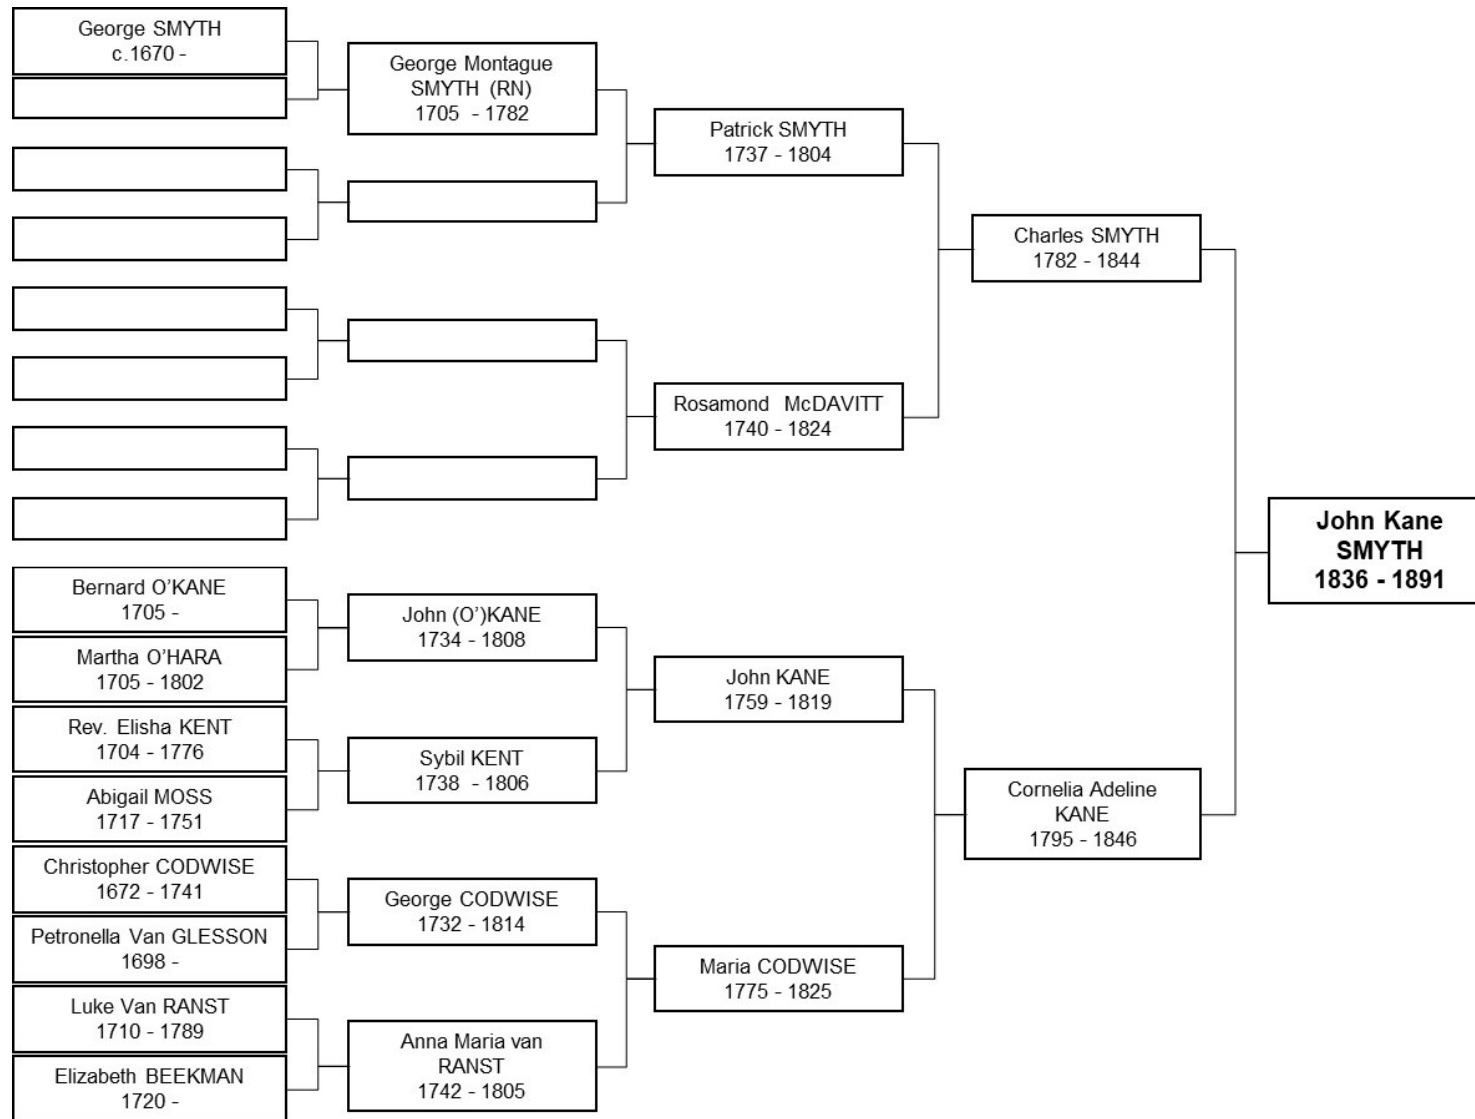 George SMYTH
c.1670 -
George Montague
SMYTH (RN)
1705 - 1782
Patrick SMYTH
1737 - 1804
Charles SMYTH
1782 - 1844
Rosamond McDAVITT
1740 - 1824
John Kane
SMYTH
1836 - 1891
Bernard O’KANE
1705 -
Martha O’HARA
1705 - 1802
Rev. Elisha KENT
1704 - 1776
Abigail MOSS
1717 - 1751
Christopher CODWISE
1672 - 1741
Petronella Van GLESSON
1698 -
Luke Van RANST
1710 - 1789
Elizabeth BEEKMAN
1720 -
John (O’)KANE
1734 - 1808
Sybil KENT
1738 - 1806
George CODWISE
1732 - 1814
Anna Maria van
RANST
1742 - 1805
John KANE
1759 - 1819
Maria CODWISE
1775 - 1825
Cornelia Adeline
KANE
1795 - 1846